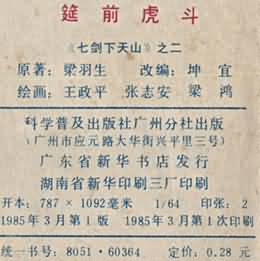 筵前虎斗
《七剑下天山》之二
原著：梁羽生 改编：坤宜
绘画：王政平 张志安 梁鸿
科学普及出版社广州分社出版
（广州市应元路大华街兴平里三号）
广东省新华书店发行
湖南省新华印刷三厂印刷
开本：787×1092毫米 1/64 印张：2
1985年3月第1版 1985年3月第1次印刷
统一书号：8051·60364 定价：0.28元